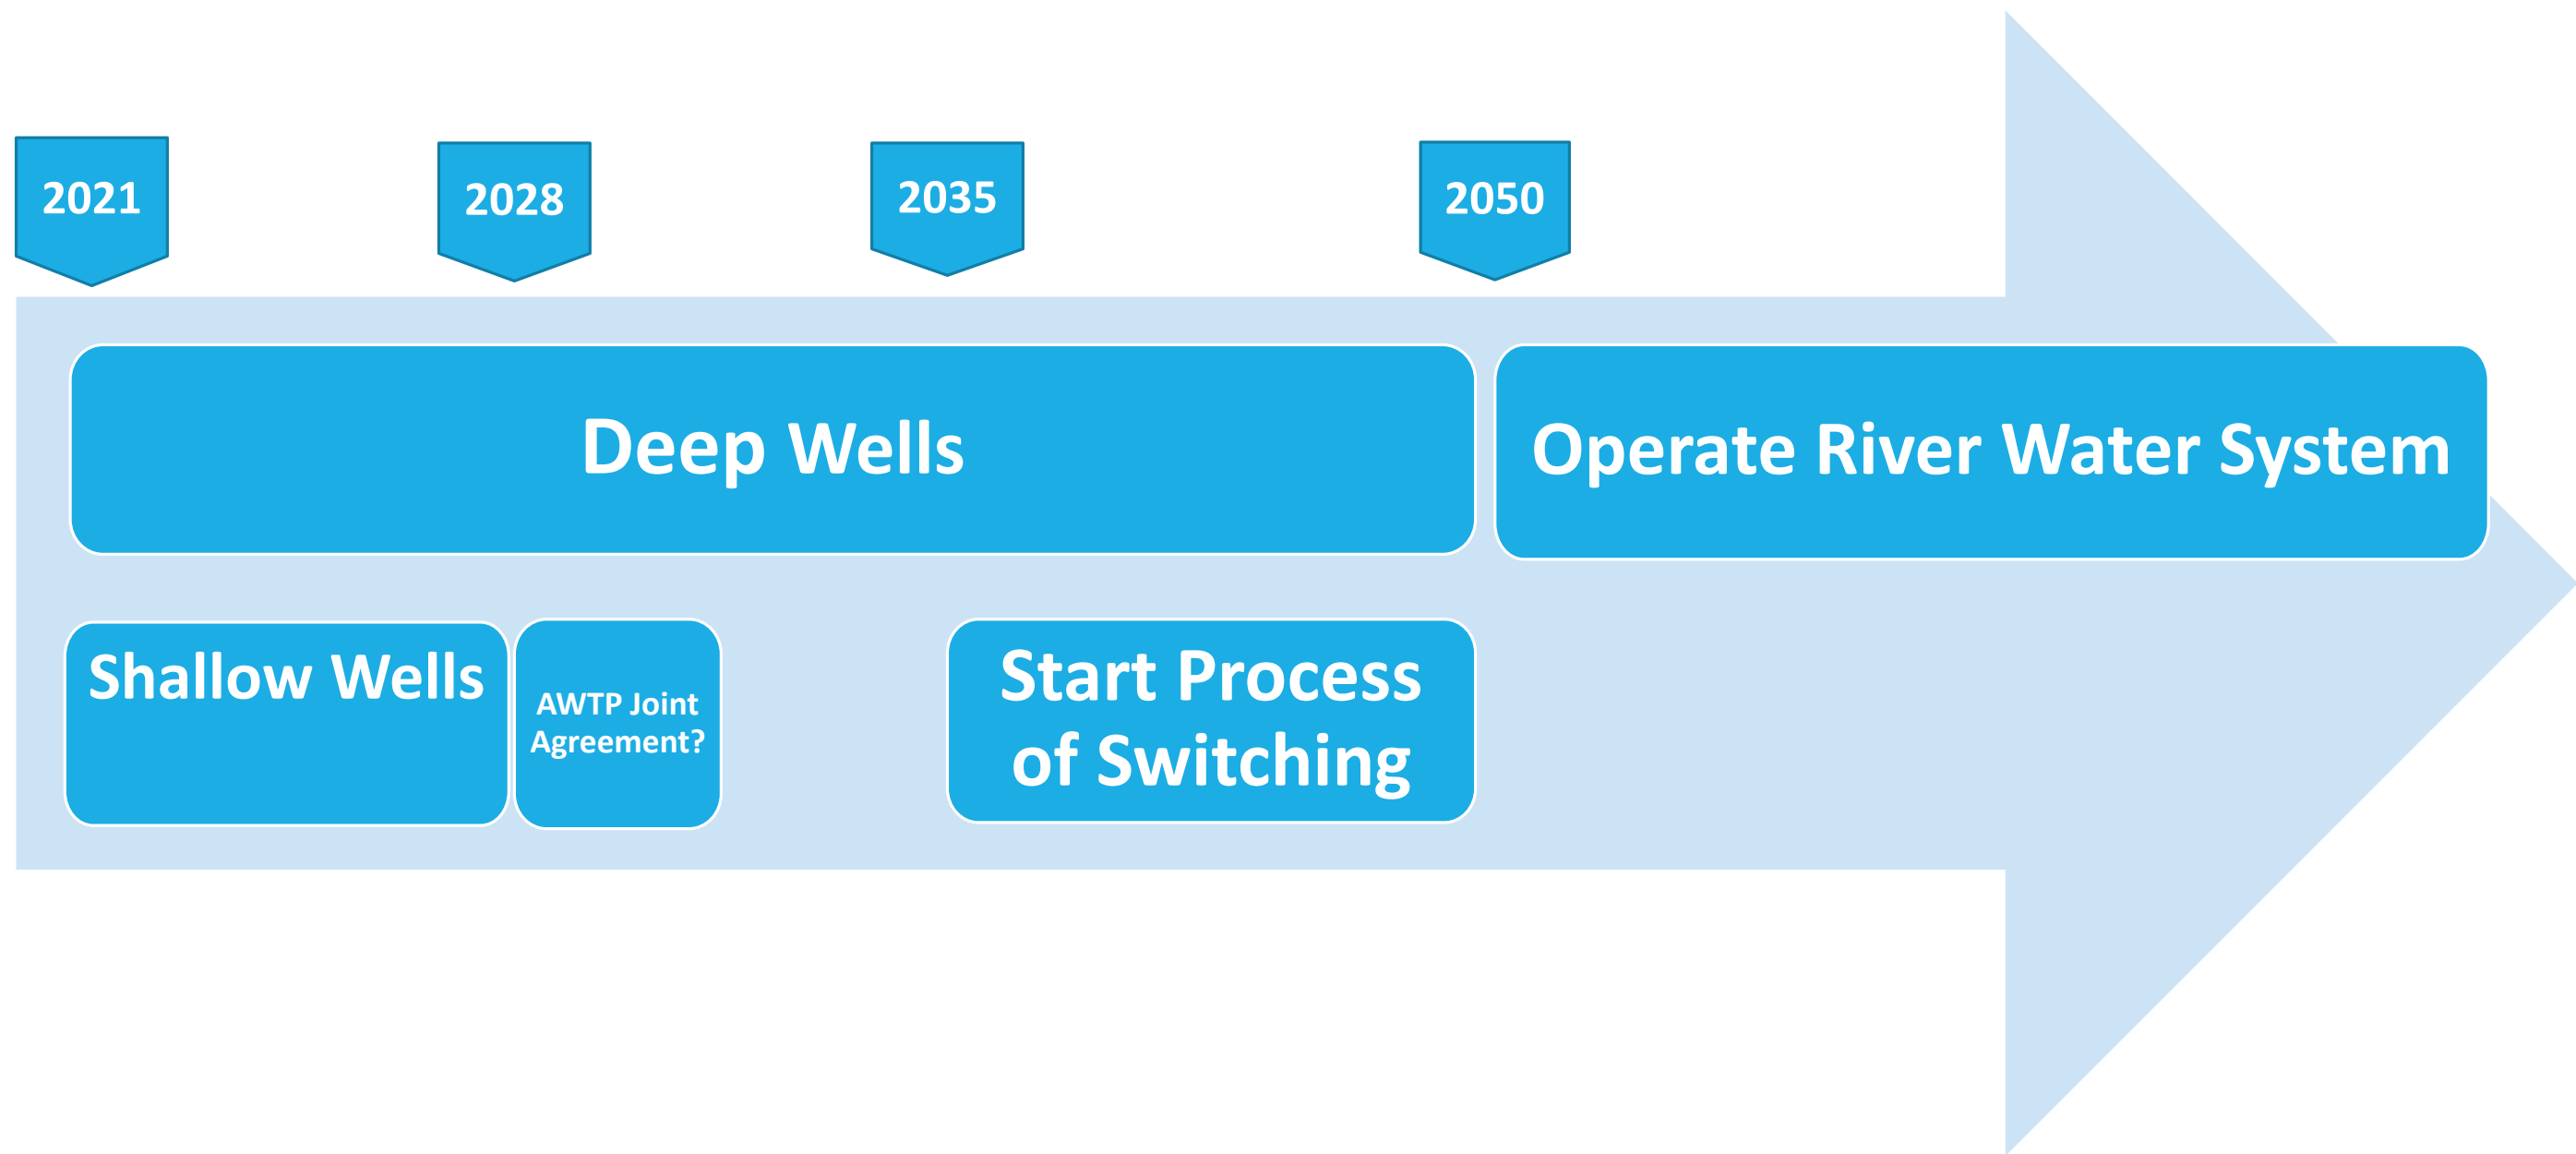 2021
2028
2035
2050
Deep Wells
Operate River Water System
Shallow Wells
AWTP Joint
Agreement?
Start Process
of Switching